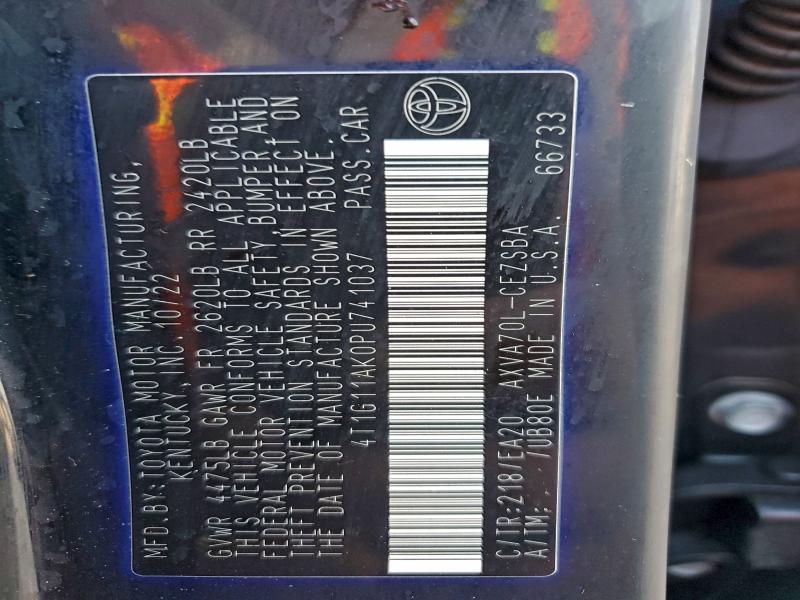 MFD.BY:TOYOTA MOTOR MANUFACTURING,
KENTUCKY, INC. 10/22
GVWR 4475LB GAWR FR 2620LB RR 2420LB
THIS VEHICLE CONFORMS TO ALL APPLICABLE
FEDERAL MOTOR VEHICLE SAFETY, BUMPER, AND
THEFT PREVENTION STANDARDS IN EFFECT ON
THE DATE OF MANUFACTURE SHOWN ABOVE.
4T1G11AK0PU741037 PASS.CAR
C/TR:218/EA20 AXVA70L-CEZSBA
A/TM: /UB80E MADE IN U.S.A. 66733